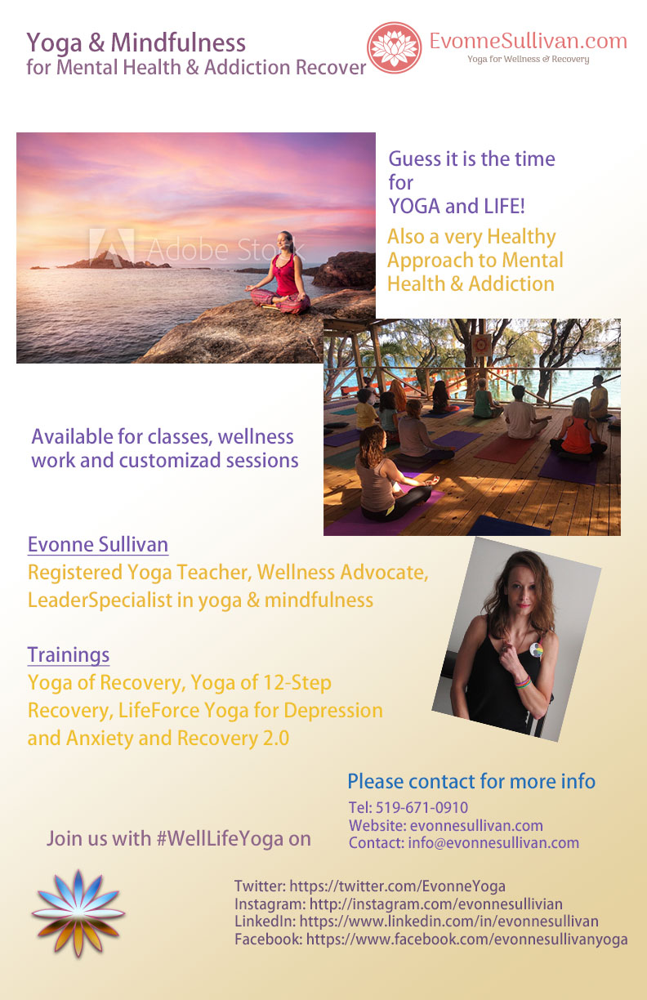 Yoga & Mindfulness
for Mental Health & Addiction Recover
EvonneSullivan.com
Yoga for Wellness & Recovery
Guess it is the time
for
YOGA and LIFE!
Also a very Healthy
Approach to Mental
Health & Addiction
Adobe Stock
Available for classes, wellness
work and customizad sessions
Evonne Sullivan
Registered Yoga Teacher, Wellness Advocate,
LeaderSpecialist in yoga & mindfulness
Trainings
Yoga of Recovery, Yoga of 12-Step
Recovery, LifeForce Yoga for Depression
and Anxiety and Recovery 2.0
Please contact for more info
Tel: 519-671-0910
Website: evonnesullivan.com
Contact: info@evonnesullivan.com
Join us with #WellLifeYoga on
Twitter: https://twitter.com/EvonneYoga
Instagram: http://instagram.com/evonnesullivian
LinkedIn: https://www.linkedin.com/in/evonnesullivan
Facebook: https://www.facebook.com/evonnesullivanyoga